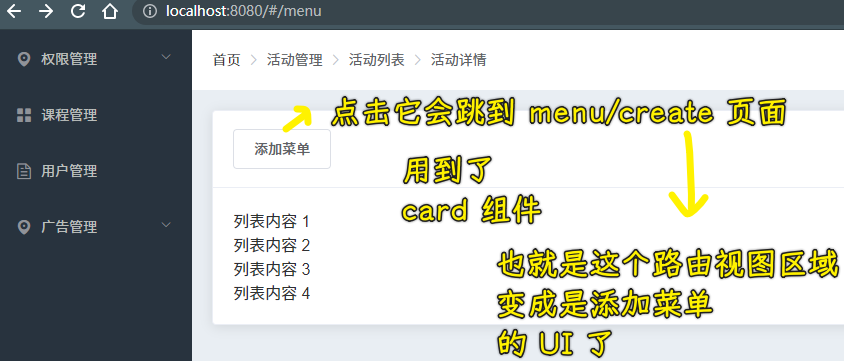 localhost:8080/#/menu
权限管理
课程管理
用户管理
广告管理
首页 > 活动管理 > 活动列表 > 活动详情
点击它会跳到 menu/create 页面
添加菜单
用到了
card 组件
列表内容 1
列表内容 2
列表内容 3
列表内容 4
也就是这个路由视图区域
变成是添加菜单
的 UI 了